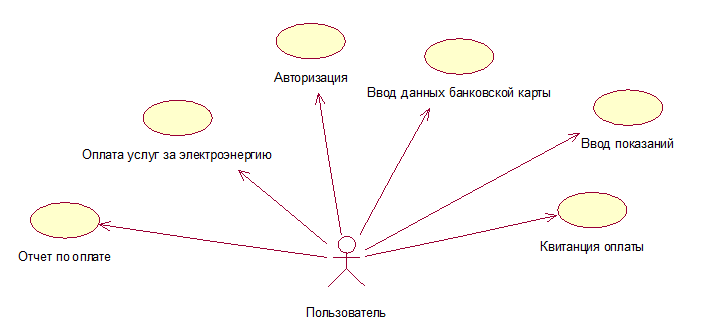 Авторизация
Ввод данных банковской карты
Ввод показаний
Оплата услуг за электроэнергию
Отчет по оплате
Квитанция оплаты
Пользователь